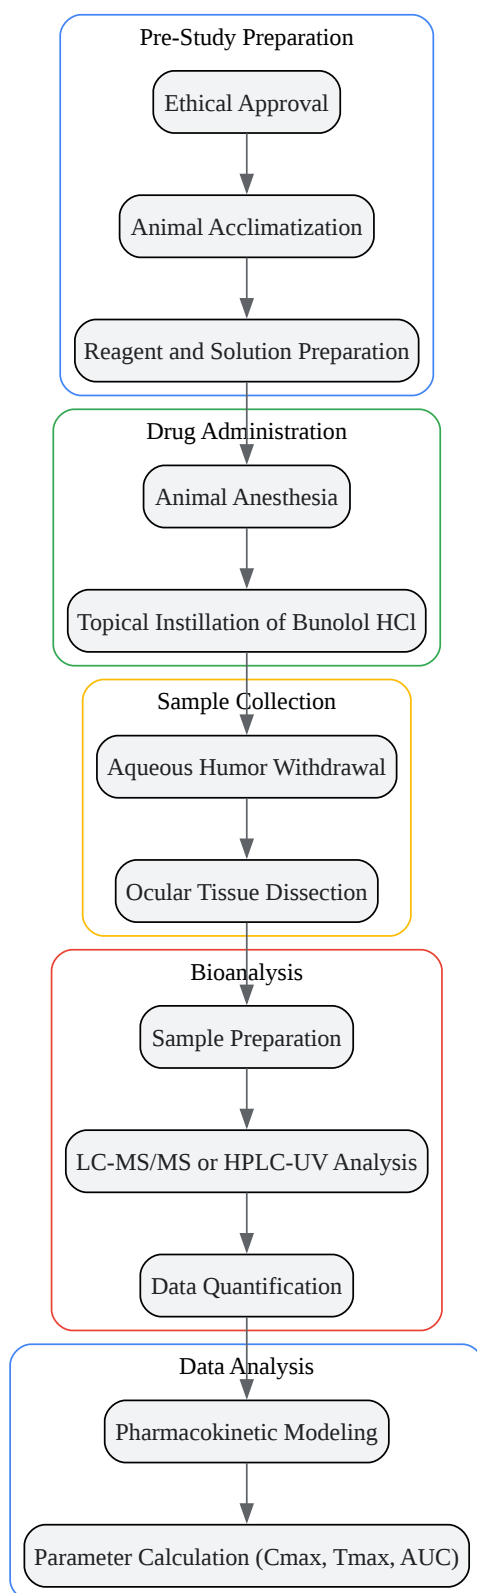 Pre-Study Preparation
Ethical Approval
Animal Acclimatization
Reagent and Solution Preparation
Drug Administration
Animal Anesthesia
Topical Instillation of Bunolol HCl
Sample Collection
Aqueous Humor Withdrawal
Ocular Tissue Dissection
Bioanalysis
Sample Preparation
LC-MS/MS or HPLC-UV Analysis
Data Quantification
Data Analysis
Pharmacokinetic Modeling
Parameter Calculation (Cmax, Tmax, AUC)